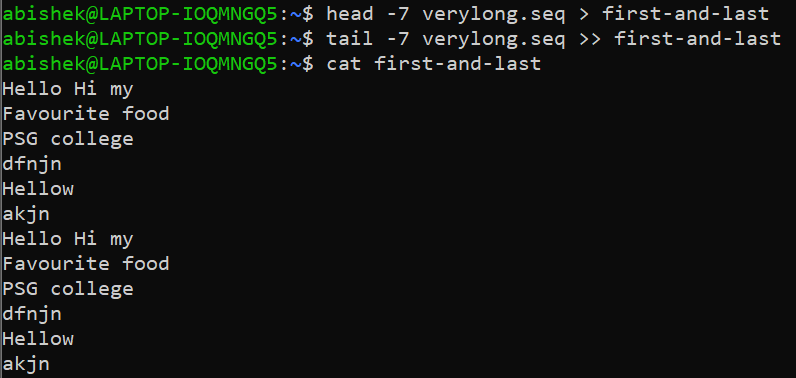 abishek@LAPTOP-IOQMNGQ5:~$ head -7 verylong.seq > first-and-last
abishek@LAPTOP-IOQMNGQ5:~$ tail -7 verylong.seq >> first-and-last
abishek@LAPTOP-IOQMNGQ5:~$ cat first-and-last
Hello Hi my
Favourite food
PSG college
dfnjn
Hellow
akjn
Hello Hi my
Favourite food
PSG college
dfnjn
Hellow
akjn